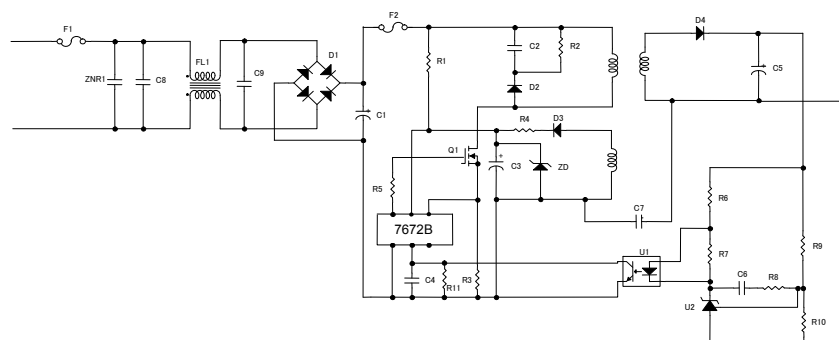 F1
F2
D4
FL1
D1
C2
R2
R1
ZNR1
C8
C9
C5
D2
C1
R4
D3
Q1
C3
ZD
R5
R6
C7
7672B
U1
R7
R9
C4
R11
R3
C6
R8
U2
R10